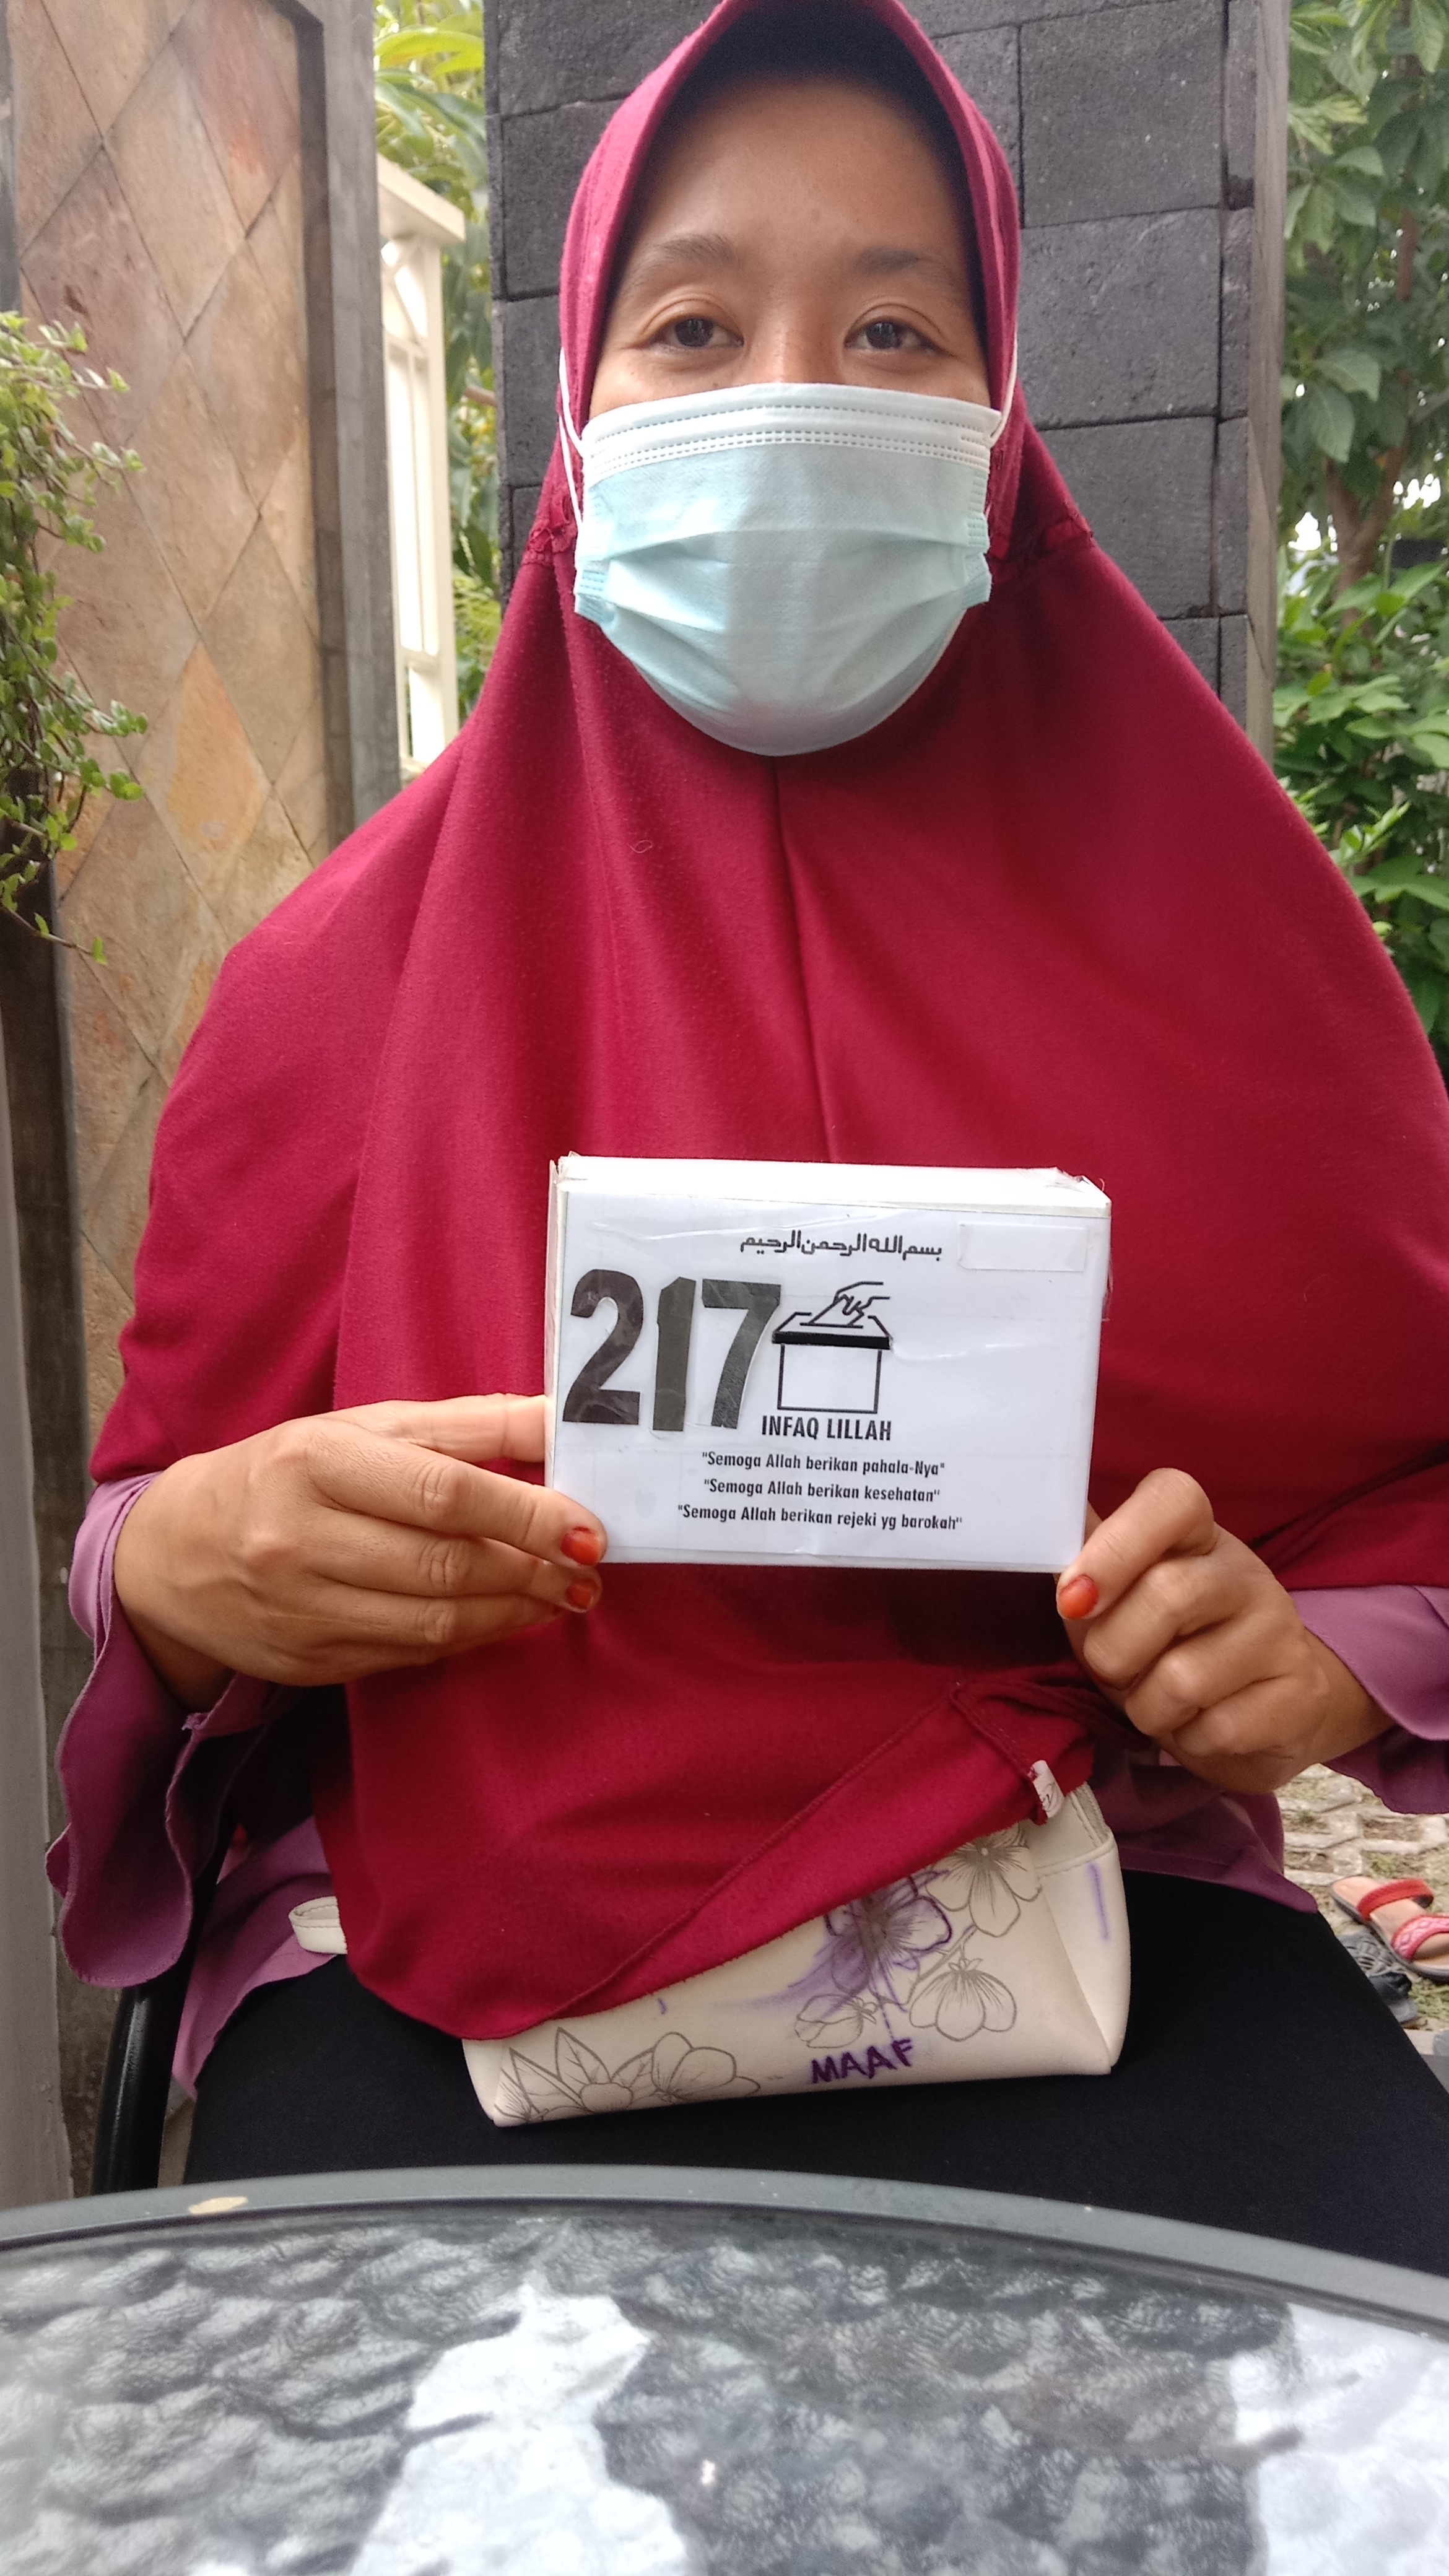 بسم الله الرحمن الرحيم
217
INFAQ LILLAH
"Semoga Allah berikan pahala-Nya"
"Semoga Allah berikan kesehatan"
"Semoga Allah berikan rejeki yg barokah"
MAAF